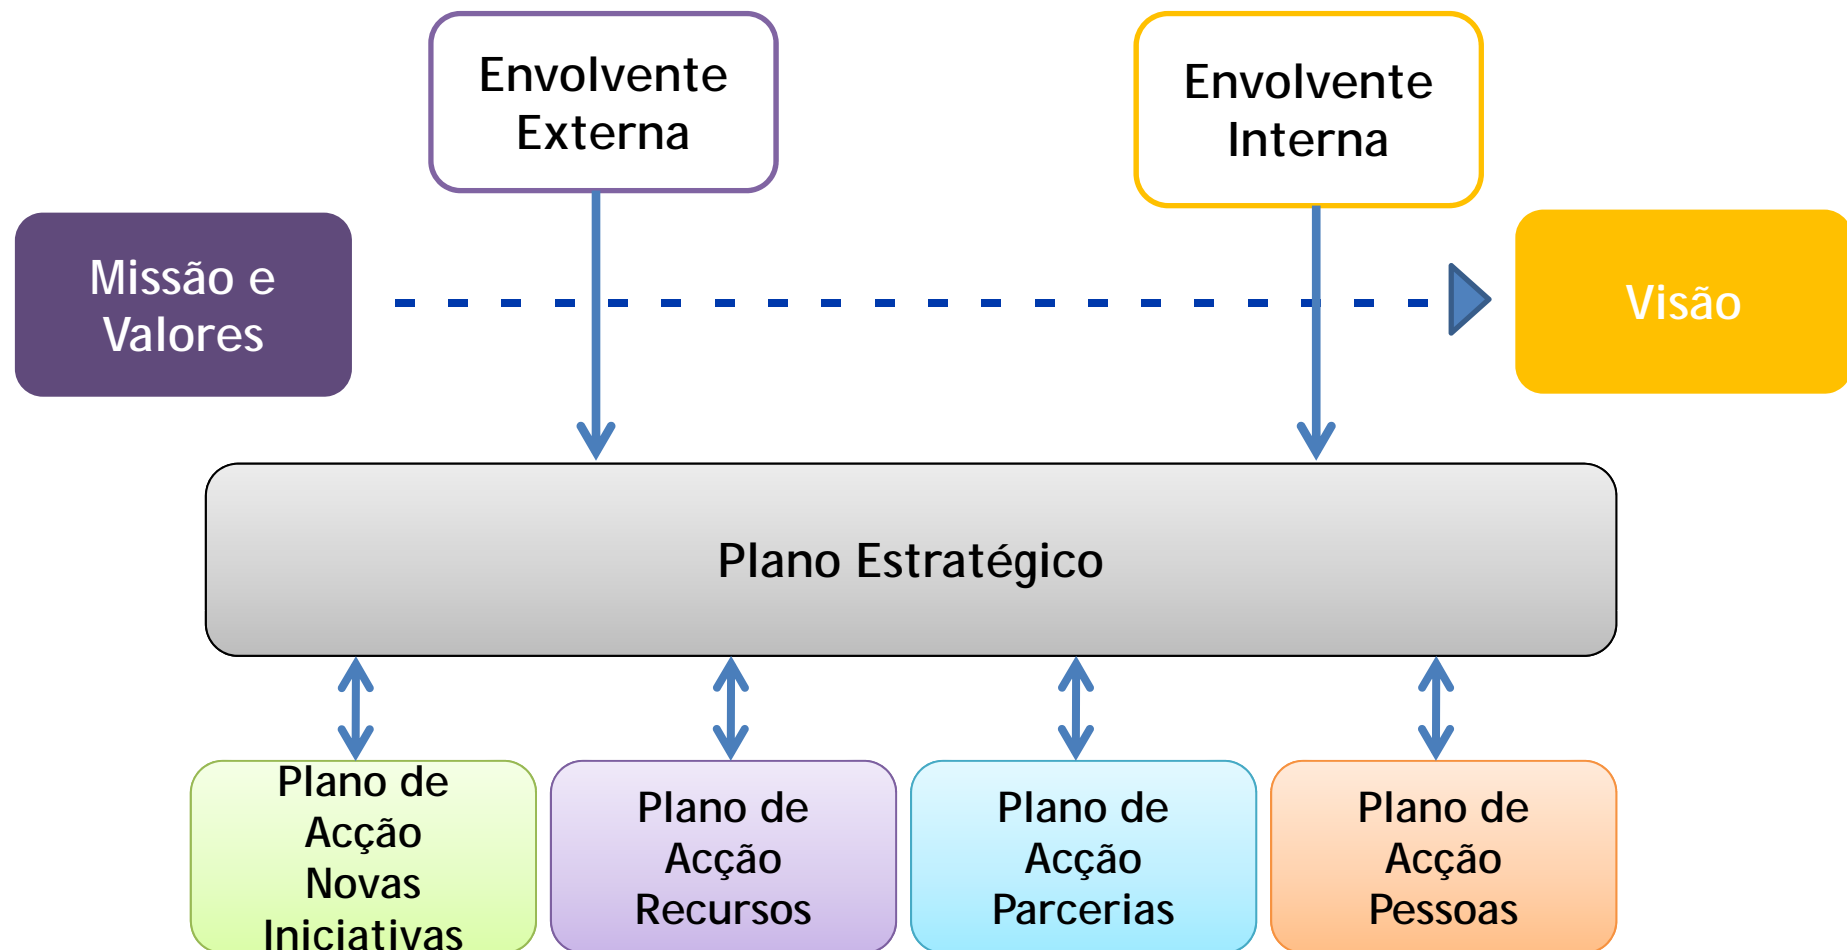 Envolvente
Externa
Envolvente
Interna
Missão e
Valores
Visão
Plano Estratégico
Plano de
Acção
Novas
Iniciativas
Plano de
Acção
Recursos
Plano de
Acção
Parcerias
Plano de
Acção
Pessoas